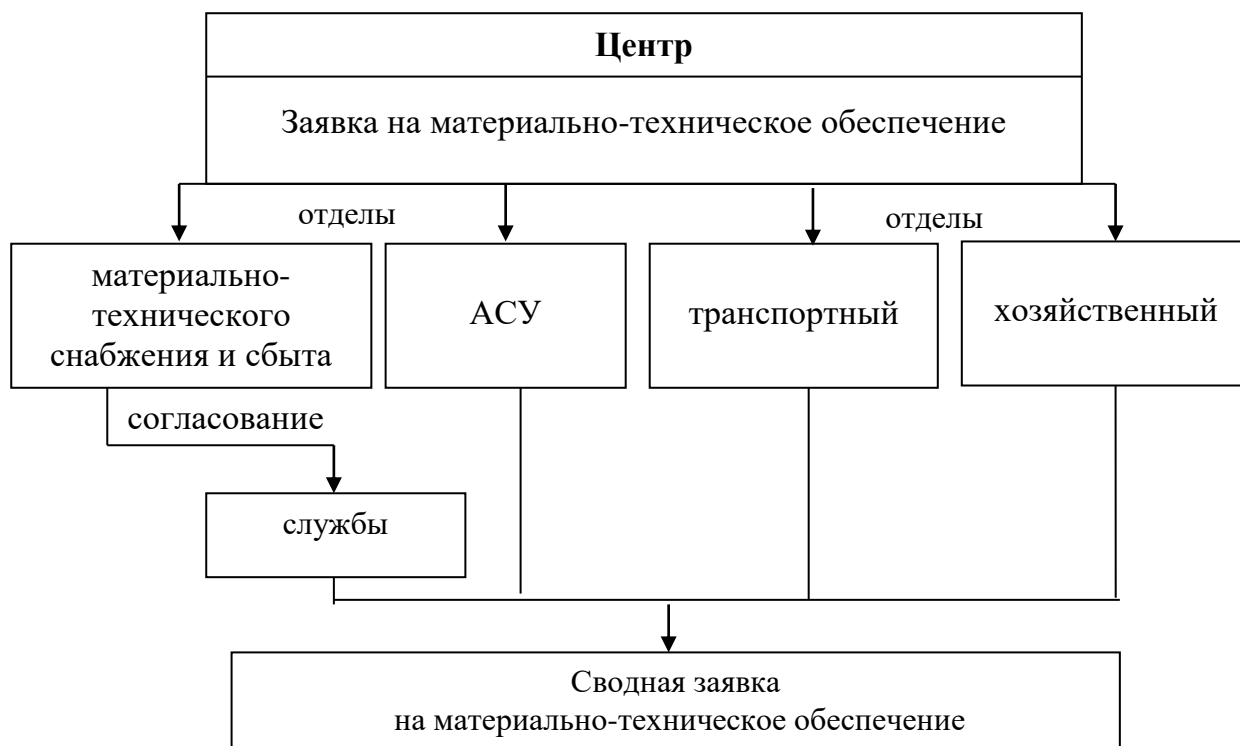 Центр
Заявка на материально-техническое обеспечение
отделы
отделы
материально-
технического
снабжения и сбыта
АСУ
транспортный
хозяйственный
согласование
службы
Сводная заявка
на материально-техническое обеспечение